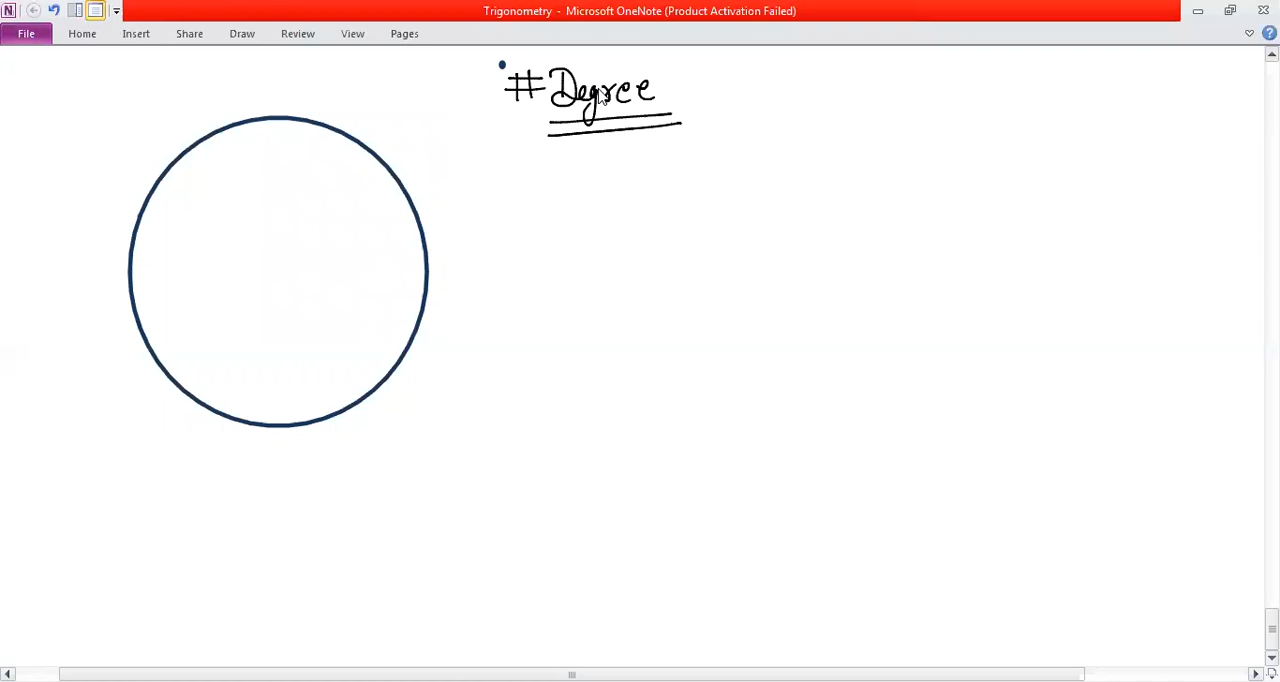 Trigonometry - Microsoft OneNote (Product Activation Failed)
File Home Insert Share Draw Review View Pages
# Degree